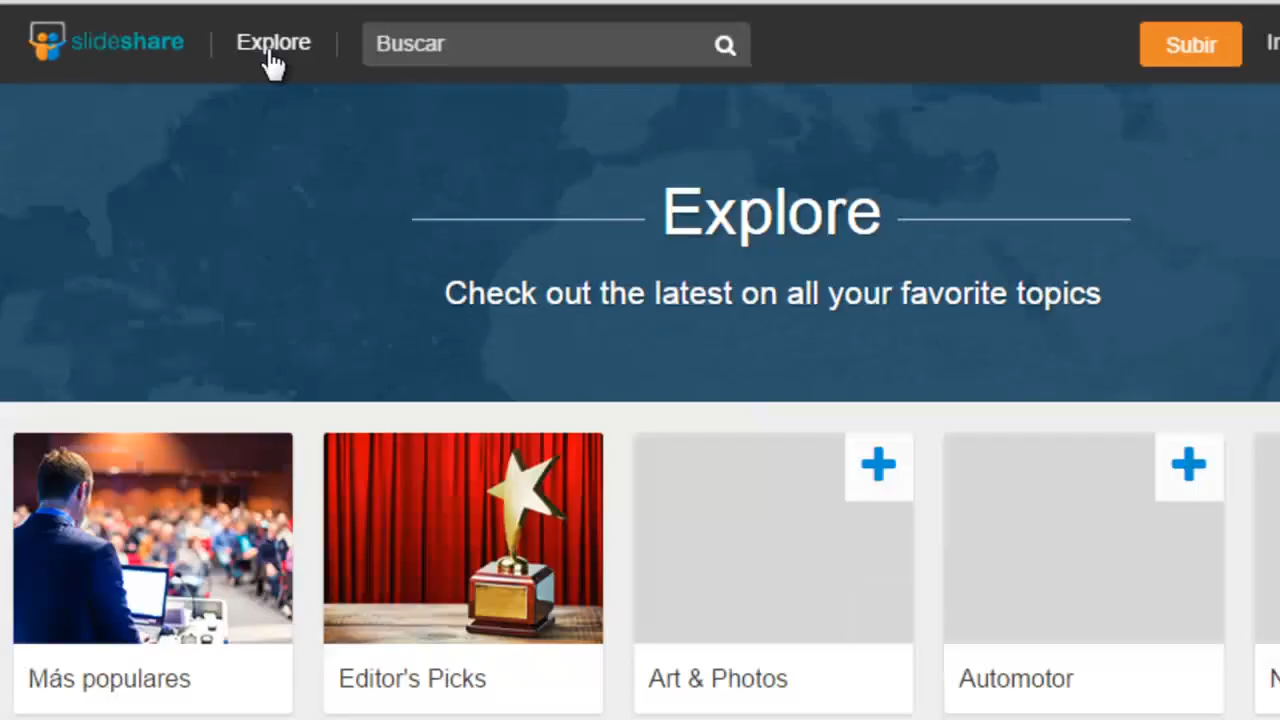 slideshare
Explore
Buscar
Subir
Explore
Check out the latest on all your favorite topics
Más populares
Editor's Picks
Art & Photos
Automotor